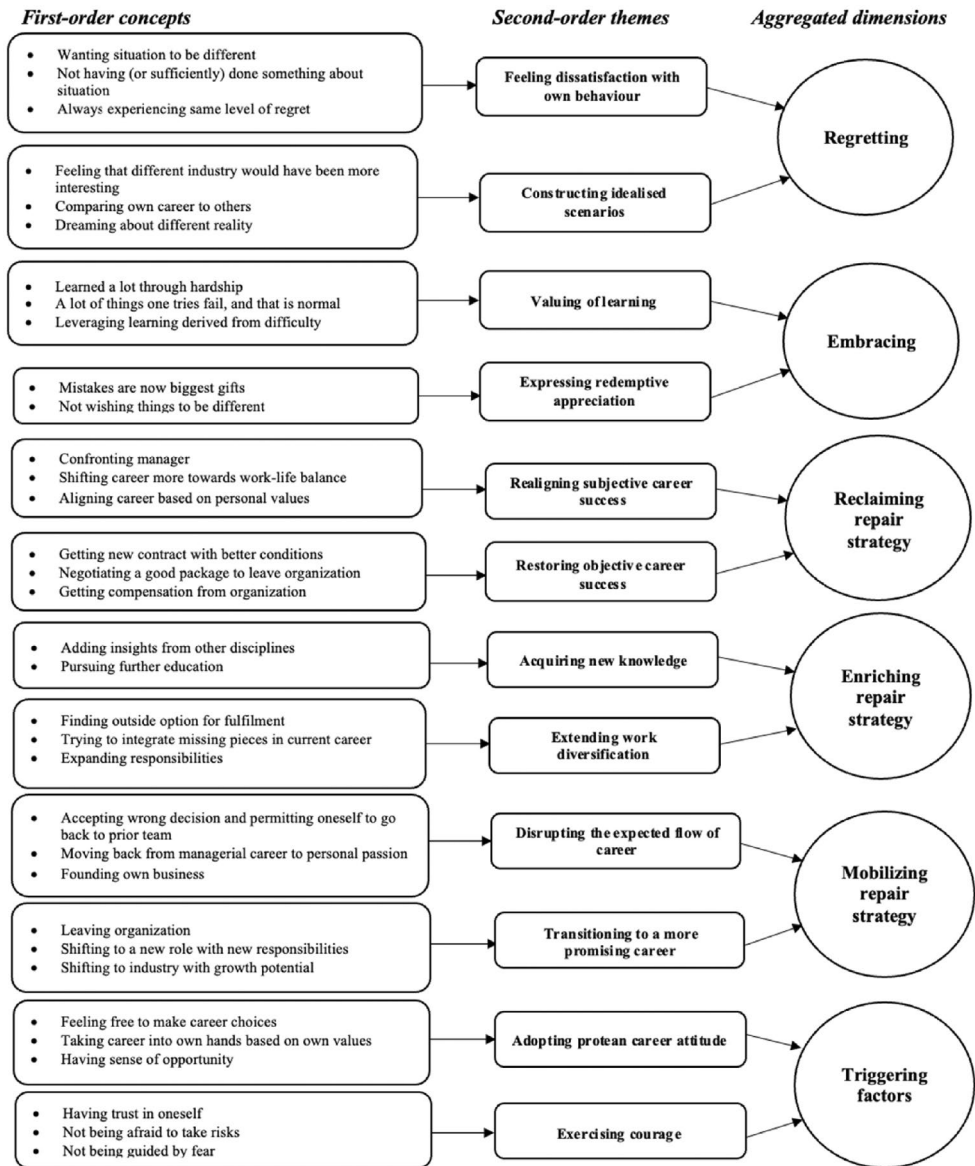 First-order concepts
Second-order themes
Aggregated dimensions
• Wanting situation to be different
• Not having (or sufficiently) done something about
situation
• Always experiencing same level of regret
Feeling dissatisfaction with
own behaviour
Regretting
• Feeling that different industry would have been more
interesting
• Comparing own career to others
• Dreaming about different reality
Constructing idealised
scenarios
• Learned a lot through hardship
• A lot of things one tries fail, and that is normal
• Leveraging learning derived from difficulty
Valuing of learning
Embracing
• Mistakes are now biggest gifts
• Not wishing things to be different
Expressing redemptive
appreciation
• Confronting manager
• Shifting career more towards work-life balance
• Aligning career based on personal values
Realigning subjective career
success
Reclaiming
repair
strategy
• Getting new contract with better conditions
• Negotiating a good package to leave organization
• Getting compensation from organization
Restoring objective career
success
• Adding insights from other disciplines
• Pursuing further education
Acquiring new knowledge
Enriching
repair
strategy
• Finding outside option for fulfilment
• Trying to integrate missing pieces in current career
• Expanding responsibilities
Extending work
diversification
• Accepting wrong decision and permitting oneself to go
back to prior team
• Moving back from managerial career to personal passion
• Founding own business
Disrupting the expected flow of
career
Mobilizing
repair
strategy
• Leaving organization
• Shifting to a new role with new responsibilities
• Shifting to industry with growth potential
Transitioning to a more
promising career
• Feeling free to make career choices
• Taking career into own hands based on own values
• Having sense of opportunity
Adopting protean career attitude
Triggering
factors
• Having trust in oneself
• Not being afraid to take risks
• Not being guided by fear
Exercising courage